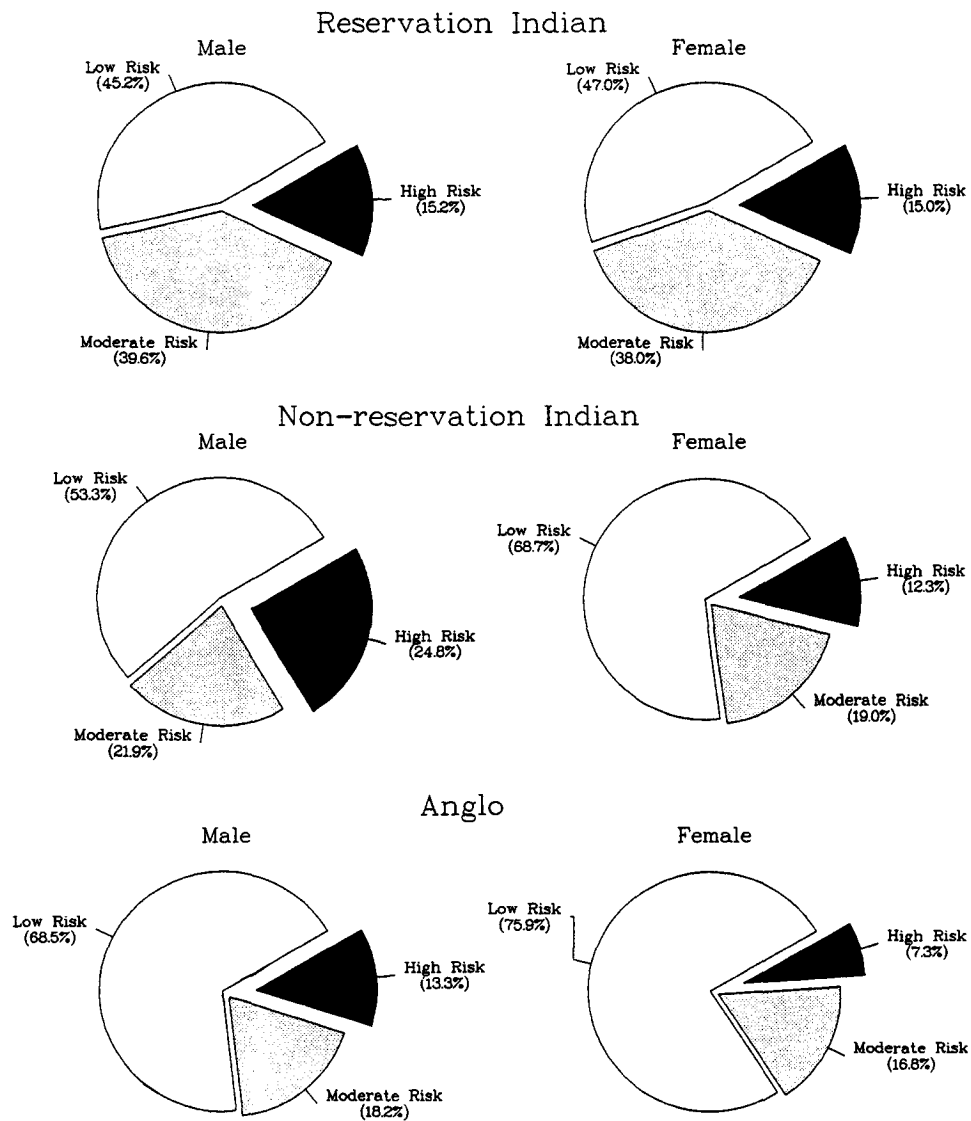 Reservation Indian
Male
Female
Low Risk
(45.2%)
High Risk
(15.2%)
Moderate Risk
(39.6%)
Low Risk
(47.0%)
High Risk
(15.0%)
Moderate Risk
(38.0%)
Non-reservation Indian
Male
Female
Low Risk
(53.3%)
High Risk
(24.8%)
Moderate Risk
(21.9%)
Low Risk
(68.7%)
High Risk
(12.3%)
Moderate Risk
(19.0%)
Anglo
Male
Female
Low Risk
(68.5%)
High Risk
(13.3%)
Moderate Risk
(18.2%)
Low Risk
(75.9%)
High Risk
(7.3%)
Moderate Risk
(16.8%)